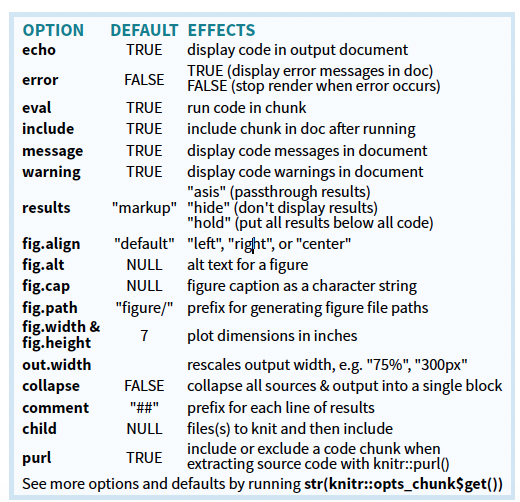 OPTION DEFAULT EFFECTS
echo TRUE display code in output document
error FALSE TRUE (display error messages in doc)
FALSE (stop render when error occurs)
eval TRUE run code in chunk
include TRUE include chunk in doc after running
message TRUE display code messages in document
warning TRUE display code warnings in document
results "markup" "asis" (passthrough results)
"hide" (don't display results)
"hold" (put all results below all code)
fig.align "default" "left", "right", or "center"
fig.alt NULL alt text for a figure
fig.cap NULL figure caption as a character string
fig.path "figure/" prefix for generating figure file paths
fig.width &
fig.height 7 plot dimensions in inches
out.width rescales output width, e.g. "75%", "300px"
collapse FALSE collapse all sources & output into a single block
comment "##" prefix for each line of results
child NULL files(s) to knit and then include
purl TRUE include or exclude a code chunk when
extracting source code with knitr::purl()
See more options and defaults by running str(knitr::opts_chunk$get())